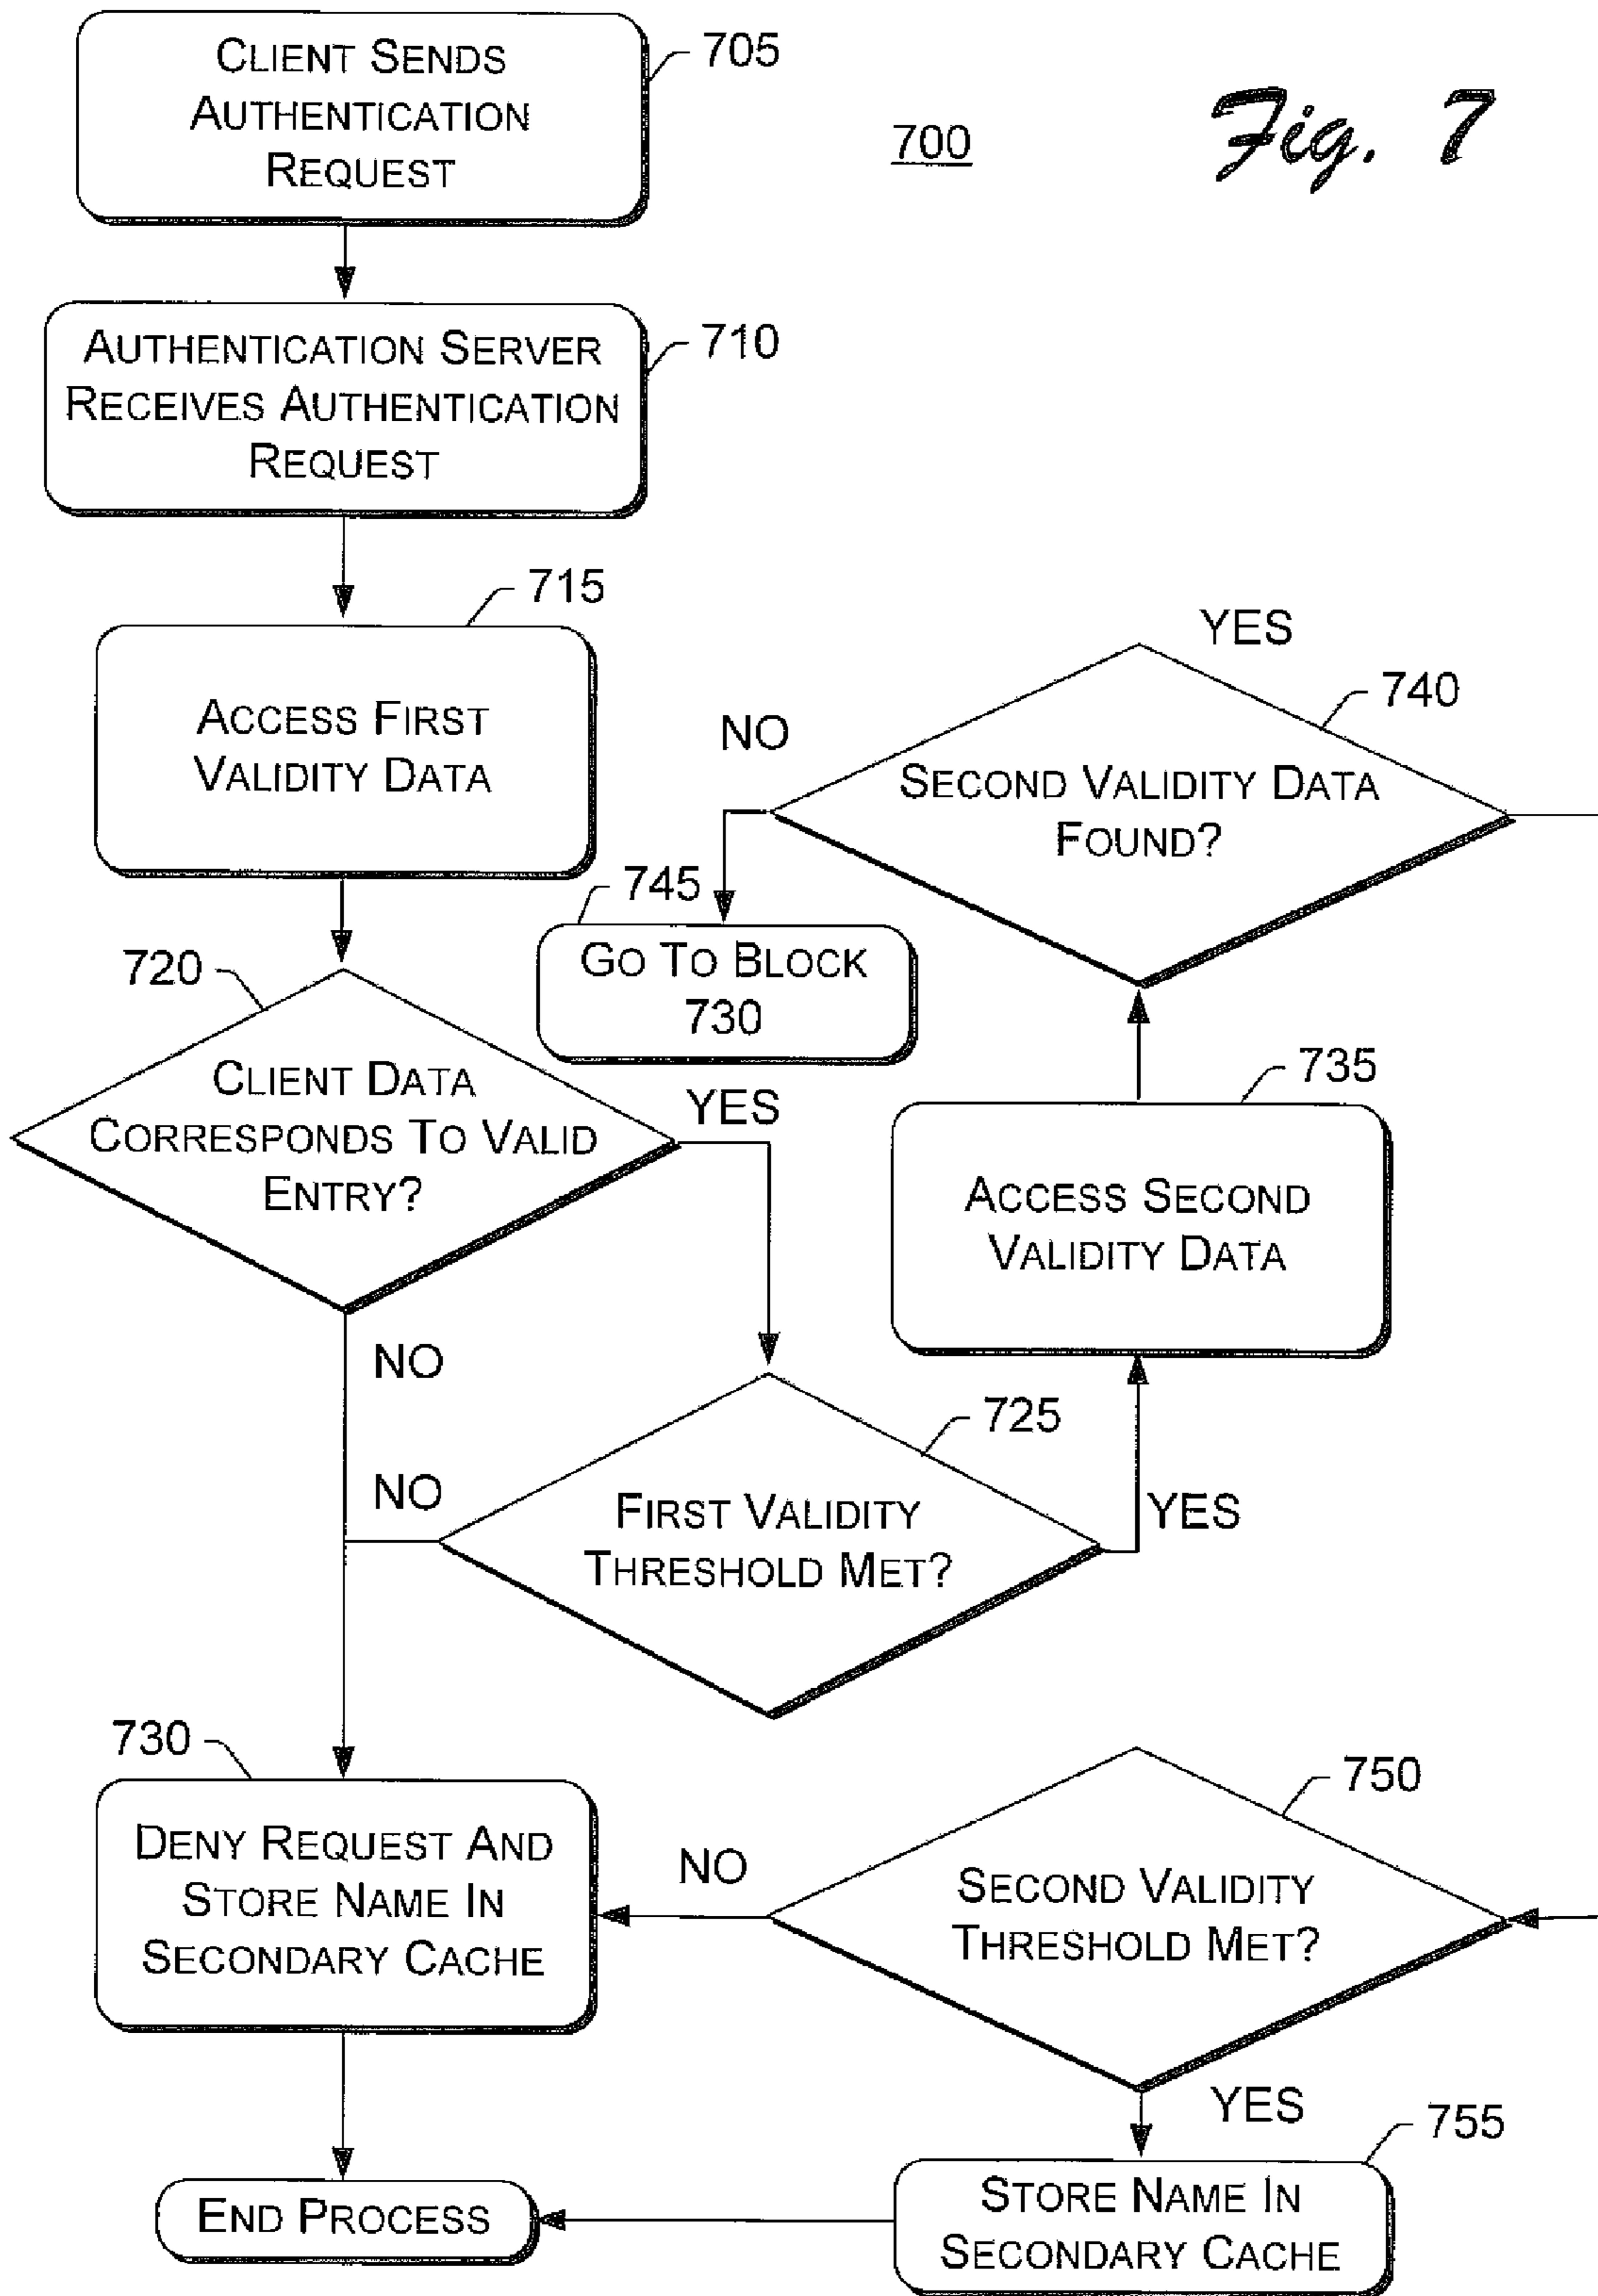 CLIENT SENDS
AUTHENTICATION
REQUEST
705
700
Fig. 7
AUTHENTICATION SERVER
RECEIVES AUTHENTICATION
REQUEST
710
715
ACCESS FIRST
VALIDITY DATA
YES
740
NO
SECOND VALIDITY DATA
FOUND?
745
GO TO BLOCK
730
720
CLIENT DATA
CORRESPONDS TO VALID
ENTRY?
YES
735
ACCESS SECOND
VALIDITY DATA
NO
725
NO
FIRST VALIDITY
THRESHOLD MET?
YES
730
DENY REQUEST AND
STORE NAME IN
SECONDARY CACHE
750
NO
SECOND VALIDITY
THRESHOLD MET?
YES
755
END PROCESS
STORE NAME IN
SECONDARY CACHE